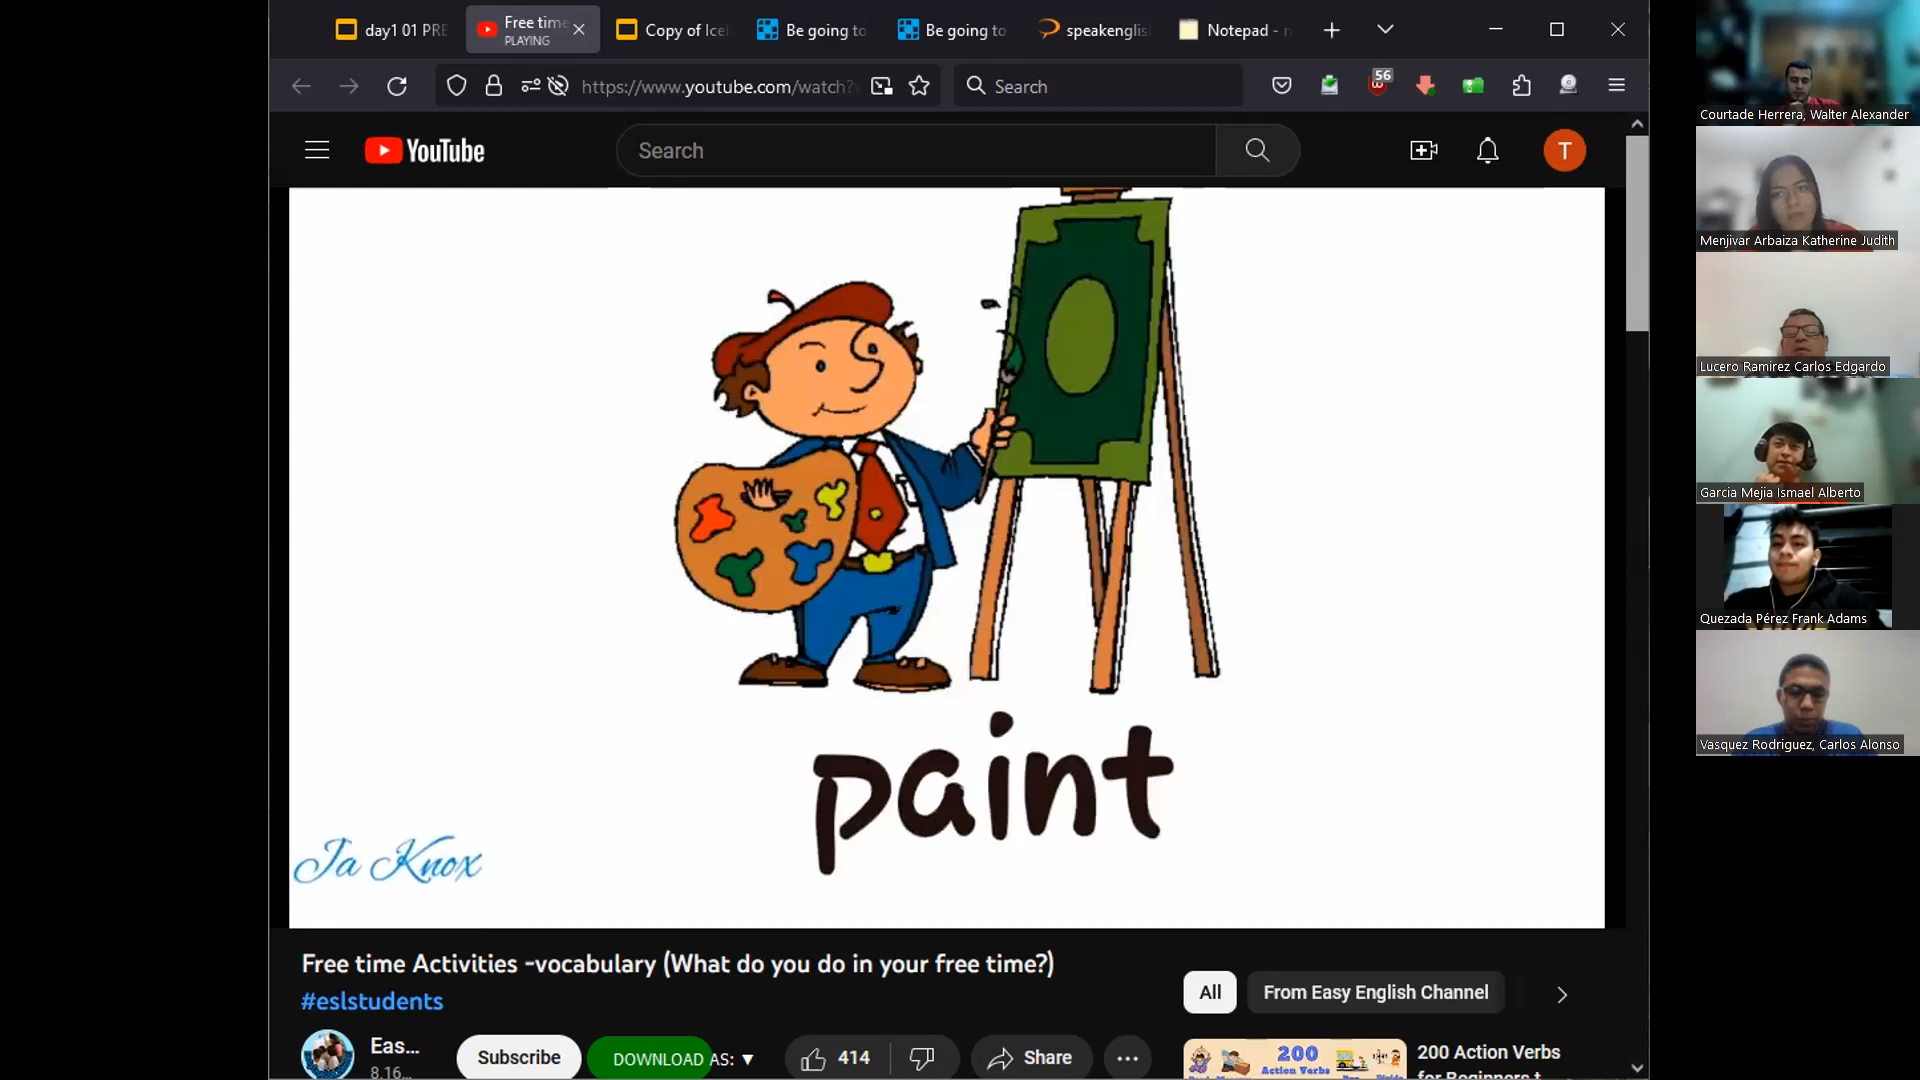 day1 01 PRE
Free time
PLAYING
Copy of Icel
Be going to
Be going to
speakenglis
Notepad - n
https://www.youtube.com/watch?
Search
56
YouTube
Search
T
paint
Ja Knox
Free time Activities -vocabulary (What do you do in your free time?)
#eslstudents
Eas...
8.16...
Subscribe
DOWNLOAD AS: ▼
414
Share
All
From Easy English Channel
200
Action Verbs
200 Action Verbs
for Beginners t
Courtade Herrera, Walter Alexander
Menjivar Arbaiza Katherine Judith
Lucero Ramirez Carlos Edgardo
Garcia Mejia Ismael Alberto
Quezada Pérez Frank Adams
Vasquez Rodriguez, Carlos Alonso